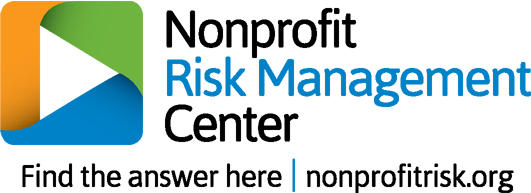 Nonprofit
Risk Management
Center
Find the answer here | nonprofitrisk.org